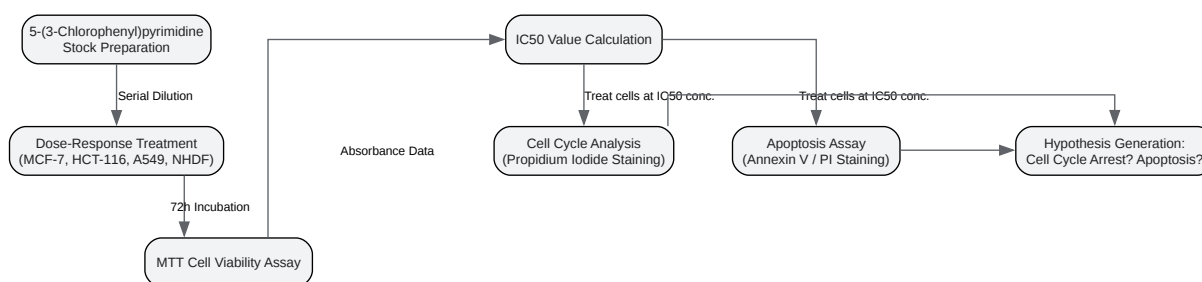 5-(3-Chlorophenyl)pyrimidine
Stock Preparation
IC50 Value Calculation
Serial Dilution
Treat cells at IC50 conc.
Treat cells at IC50 conc.
Dose-Response Treatment
(MCF-7, HCT-116, A549, NHDF)
Absorbance Data
Cell Cycle Analysis
(Propidium Iodide Staining)
Apoptosis Assay
(Annexin V / PI Staining)
Hypothesis Generation:
Cell Cycle Arrest? Apoptosis?
72h Incubation
MTT Cell Viability Assay